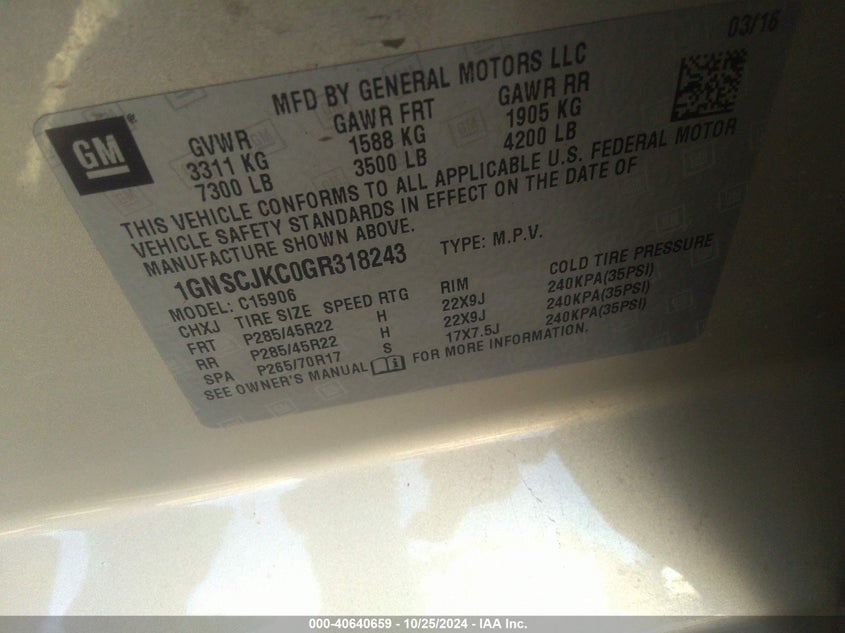 03/16
MFD BY GENERAL MOTORS LLC
GM®
GVWR GAWR FRT GAWR RR
3311 KG 1588 KG 1905 KG
7300 LB 3500 LB 4200 LB
THIS VEHICLE CONFORMS TO ALL APPLICABLE U.S. FEDERAL MOTOR
VEHICLE SAFETY STANDARDS IN EFFECT ON THE DATE OF
MANUFACTURE SHOWN ABOVE.
1GNSCJKC0GR318243 TYPE: M.P.V.
MODEL: C15906
CHXJ TIRE SIZE SPEED RTG RIM COLD TIRE PRESSURE
FRT P285/45R22 H 22X9J 240KPA(35PSI)
RR P285/45R22 H 22X9J 240KPA(35PSI)
SPA P265/70R17 S 17X7.5J 240KPA(35PSI)
SEE OWNER'S MANUAL FOR MORE INFORMATION.
000-40640659 - 10/25/2024 - IAA Inc.